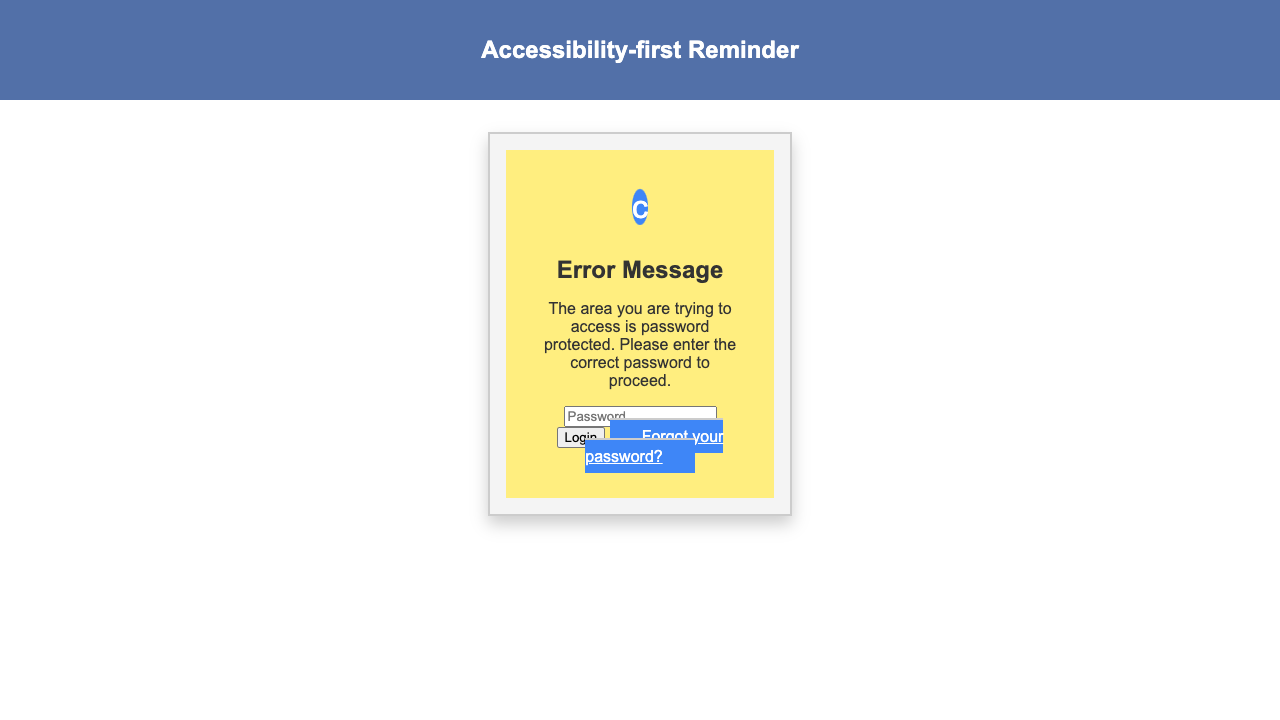 Accessibility-first Reminder
C
Error Message
The area you are trying to
access is password
protected. Please enter the
correct password to
proceed.
Password
Login Forgot your
password?